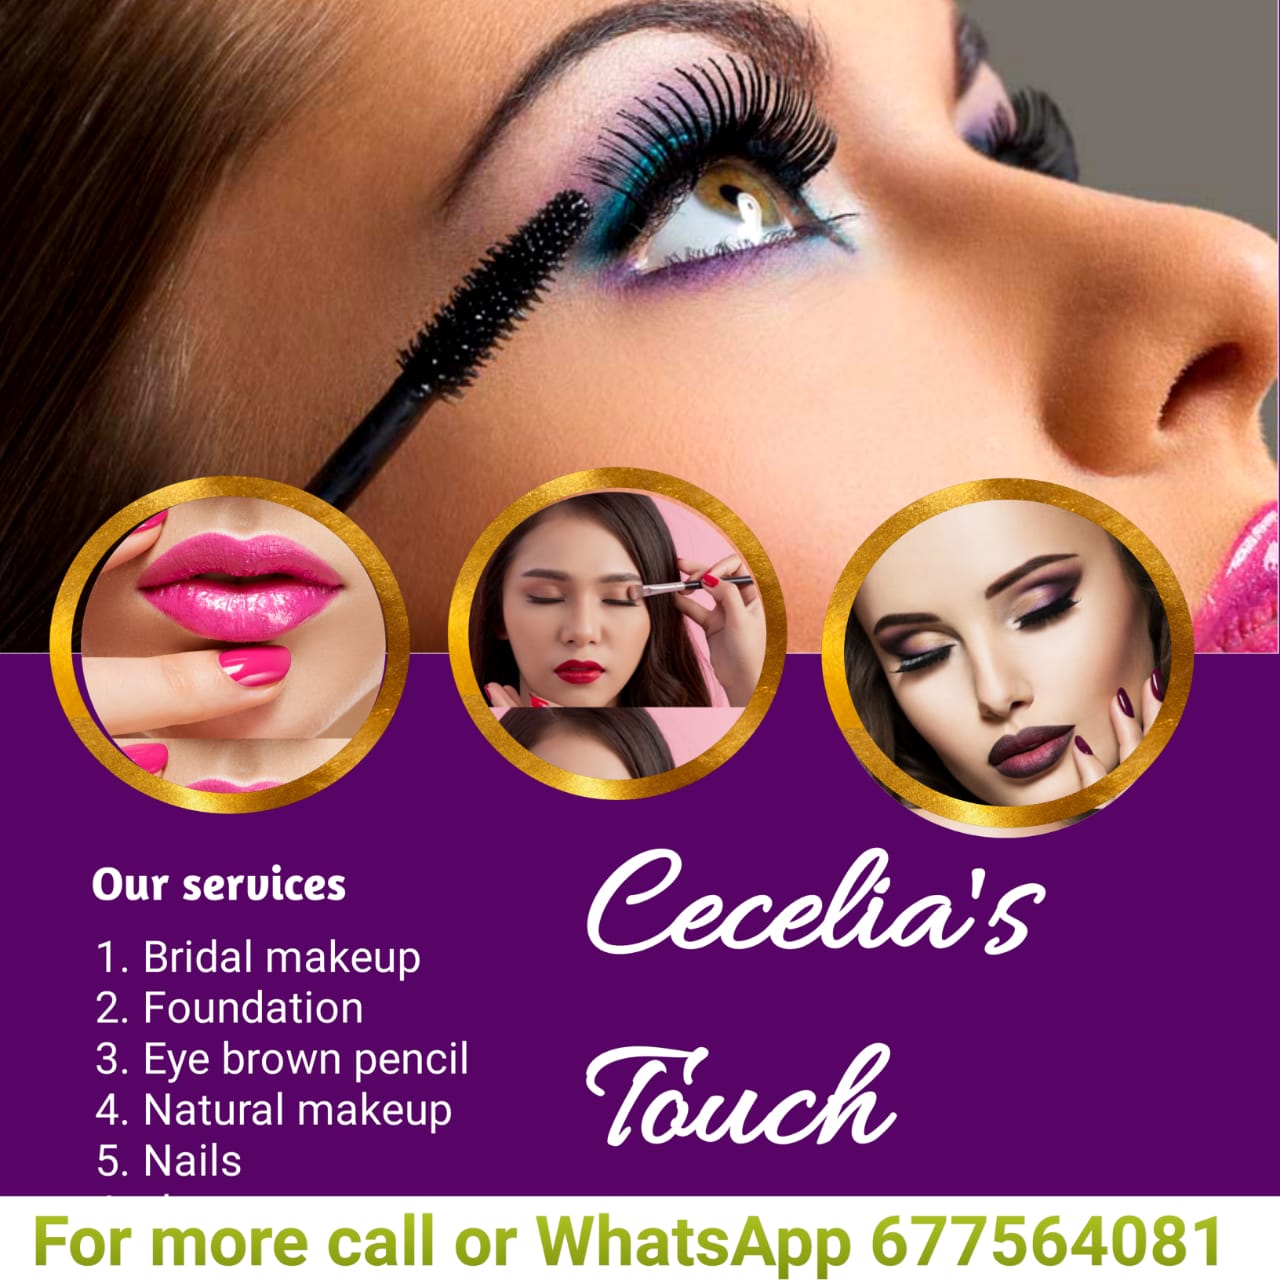 Our services
1. Bridal makeup
2. Foundation
3. Eye brown pencil
4. Natural makeup
5. Nails
Cecelia's
Touch
For more call or WhatsApp 677564081